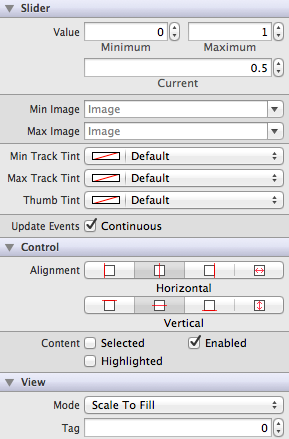 Slider
Value 0 1
Minimum Maximum
0.5
Current
Min Image Image
Max Image Image
Min Track Tint Default
Max Track Tint Default
Thumb Tint Default
Update Events Continuous
Control
Alignment
Horizontal
Vertical
Content Selected Enabled
Highlighted
View
Mode Scale To Fill
Tag 0